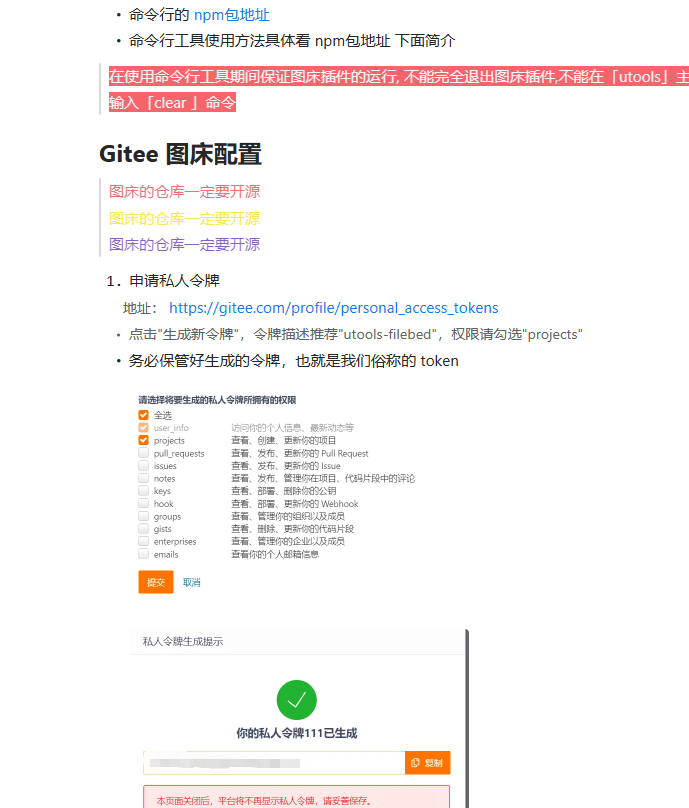 • 命令行的 npm包地址
• 命令行工具使用方法具体看 npm包地址 下面简介
在使用命令行工具期间保证图床插件的运行, 不能完全退出图床插件,不能在「utools」主
输入「clear 」命令
Gitee 图床配置
图床的仓库一定要开源
图床的仓库一定要开源
图床的仓库一定要开源
1. 申请私人令牌
地址： https://gitee.com/profile/personal_access_tokens
• 点击"生成新令牌"，令牌描述推荐"utools-filebed"，权限请勾选"projects"
• 务必保管好生成的令牌，也就是我们俗称的 token
请选择将要生成的私人令牌所拥有的权限
全选
user_info 访问你的个人信息、最新动态等
projects 查看、创建、更新你的项目
pull_requests 查看、发布、更新你的 Pull Request
issues 查看、发布、更新你的 Issue
notes 查看、发布、管理你在项目、代码片段中的评论
keys 查看、部署、删除你的公钥
hook 查看、部署、更新你的 Webhook
groups 查看、管理你的组织以及成员
gists 查看、删除、更新你的代码片段
enterprises 查看、管理你的企业以及成员
emails 查看你的个人邮箱信息
提交 取消
私人令牌生成提示
你的私人令牌111已生成
复制
本页面关闭后，平台将不再显示私人令牌，请妥善保存。